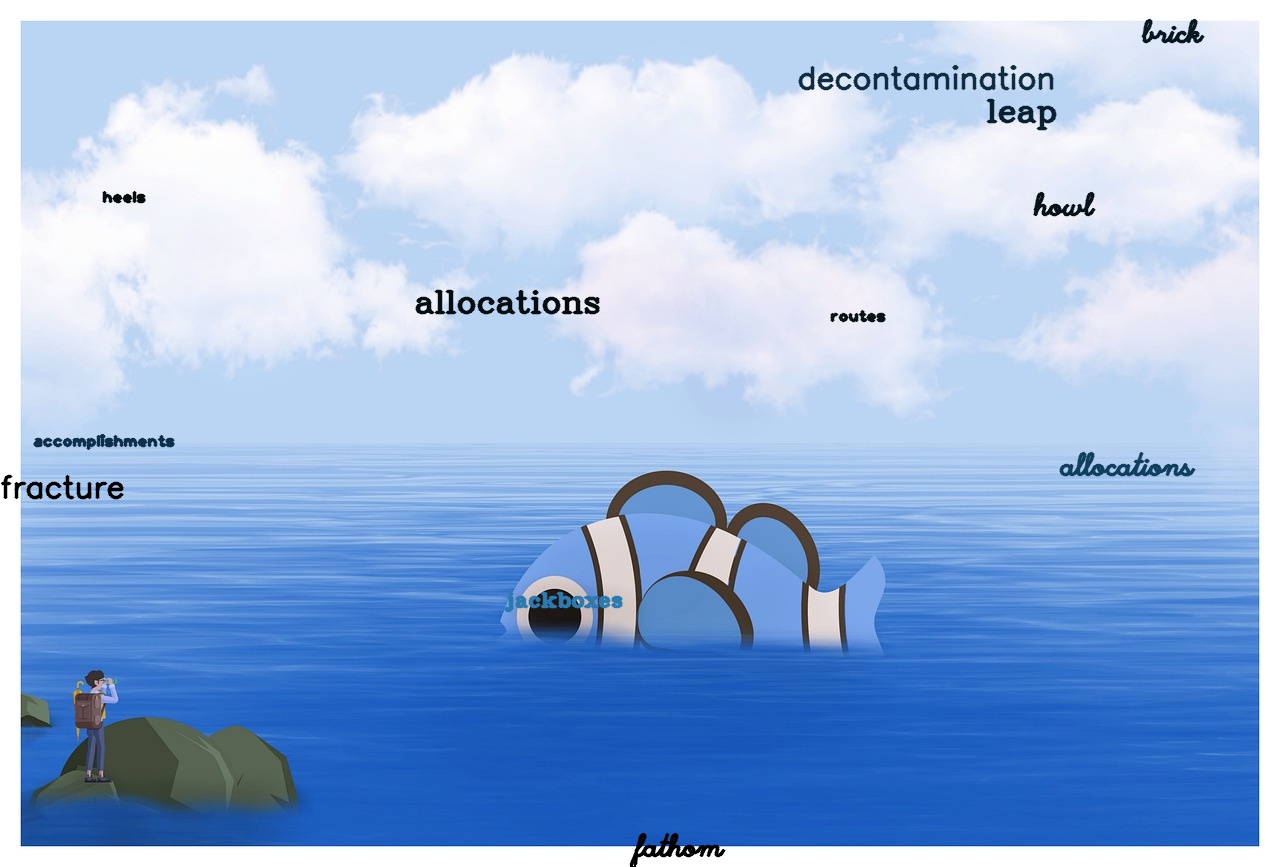 brick
decontamination
leap
heels
howl
allocations
routes
accomplishments
allocations
fracture
jackboxes
fathom